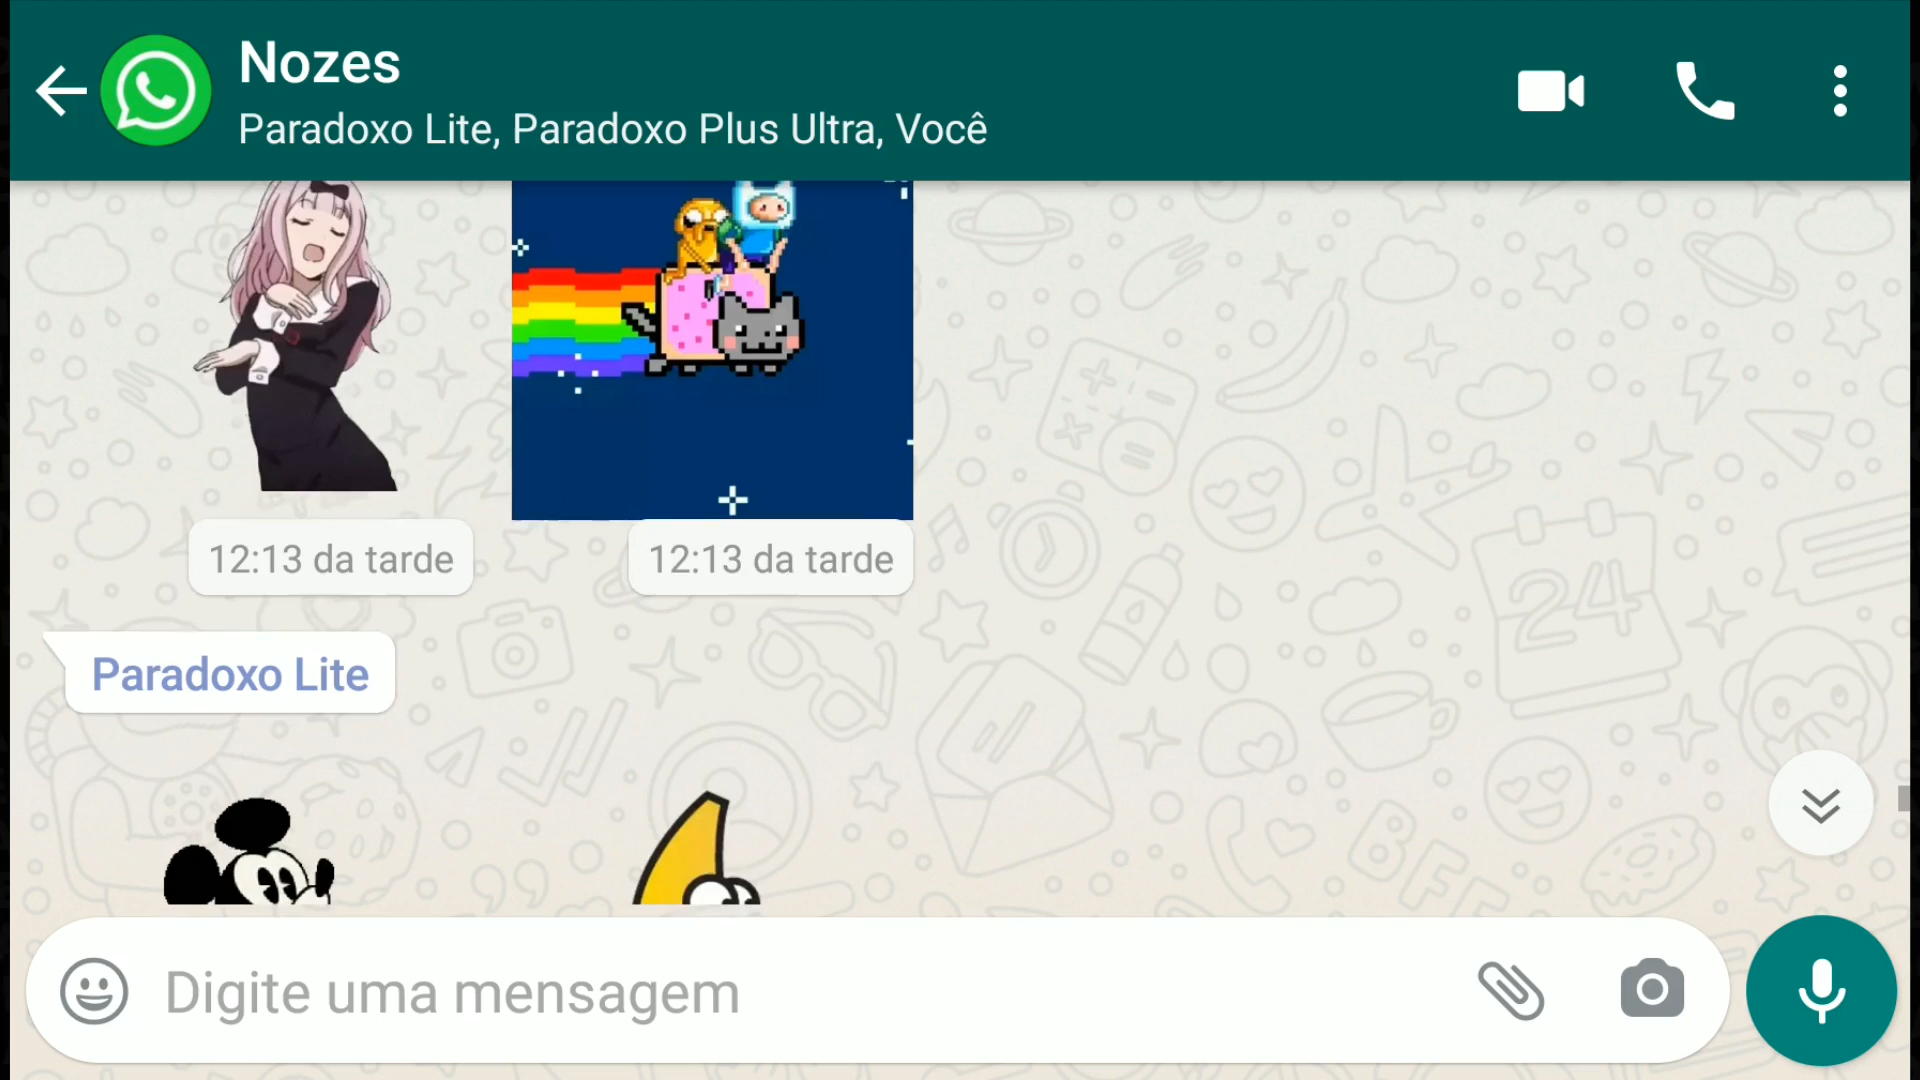 Nozes
Paradoxo Lite, Paradoxo Plus Ultra, Você
12:13 da tarde
12:13 da tarde
Paradoxo Lite
Digite uma mensagem